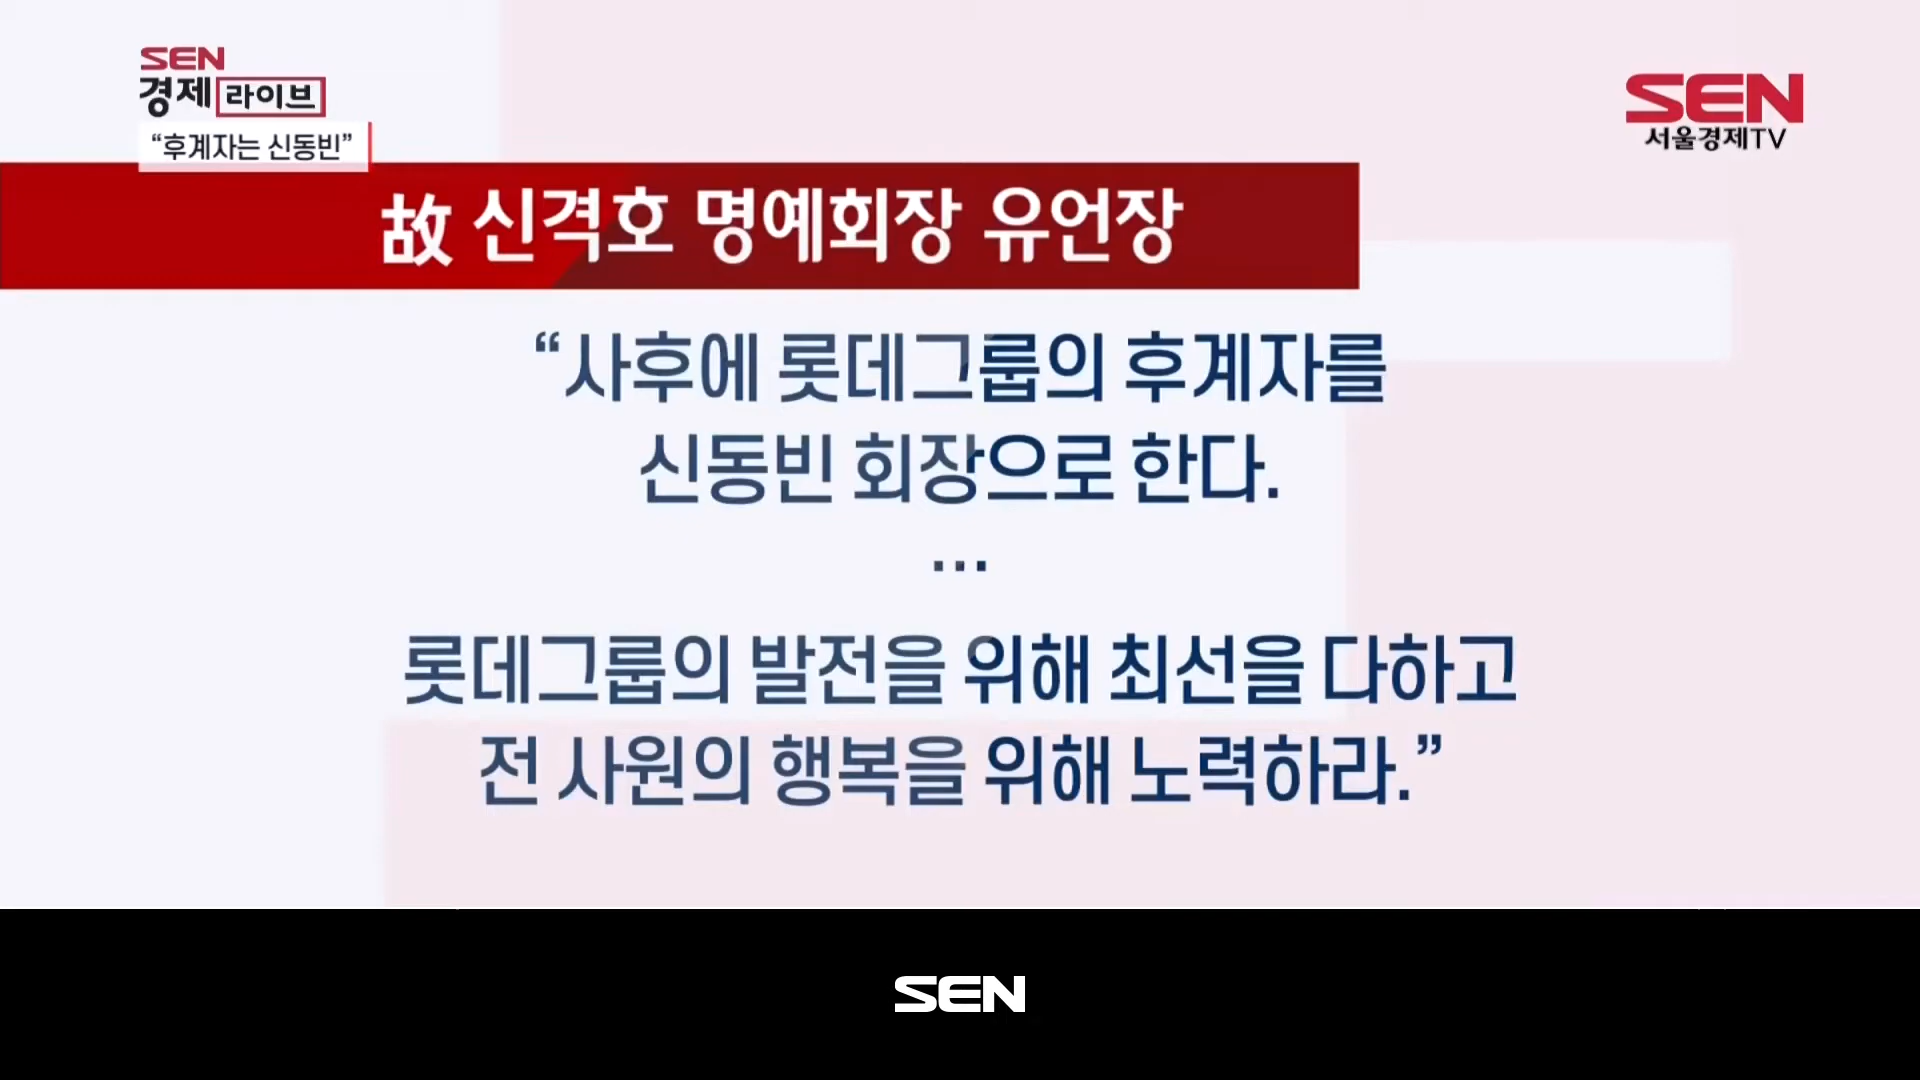 SEN
경제 라이브
“후계자는 신동빈”
SEN
서울경제TV
故 신격호 명예회장 유언장
“사후에 롯데그룹의 후계자를
신동빈 회장으로 한다.
...
롯데그룹의 발전을 위해 최선을 다하고
전 사원의 행복을 위해 노력하라.”
SEN